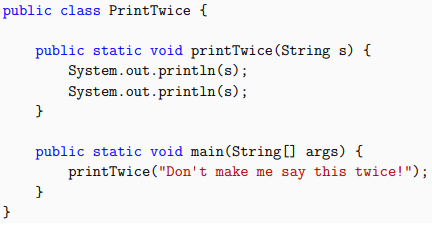 public class PrintTwice {
public static void printTwice(String s) {
System.out.println(s);
System.out.println(s);
}
public static void main(String[] args) {
printTwice("Don't make me say this twice!");
}
}